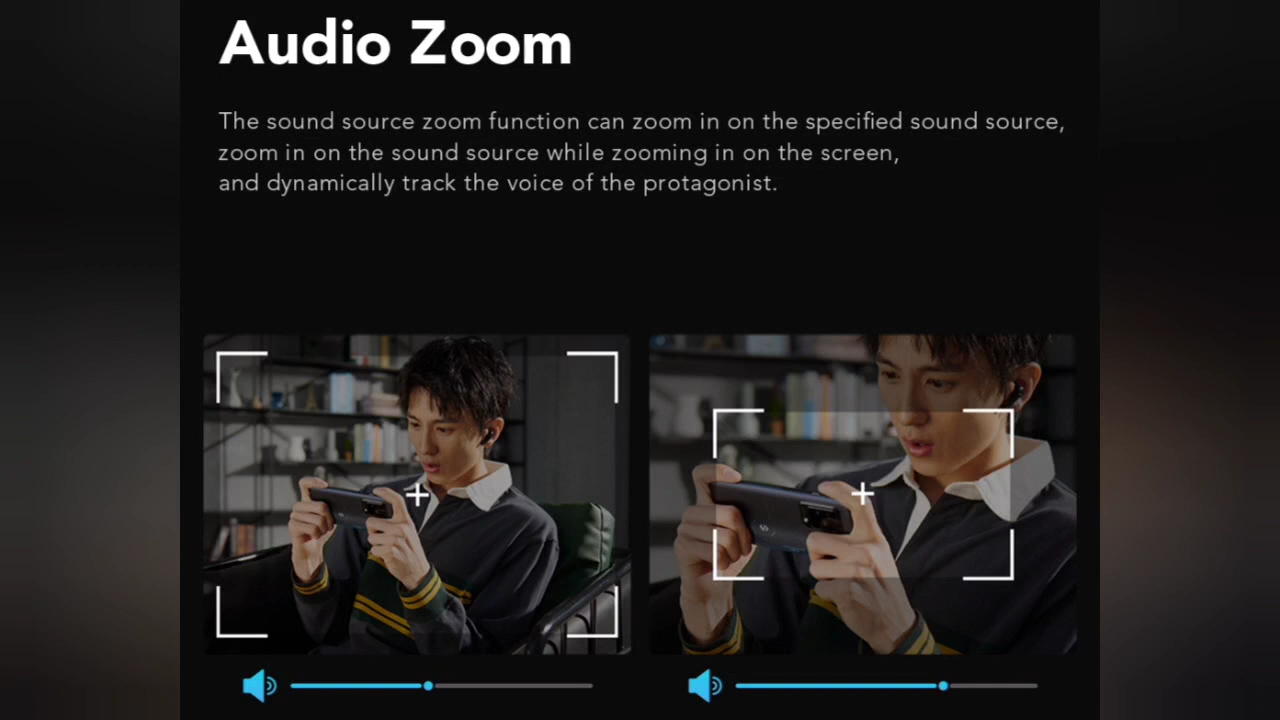 Audio Zoom
The sound source zoom function can zoom in on the specified sound source,
zoom in on the sound source while zooming in on the screen,
and dynamically track the voice of the protagonist.